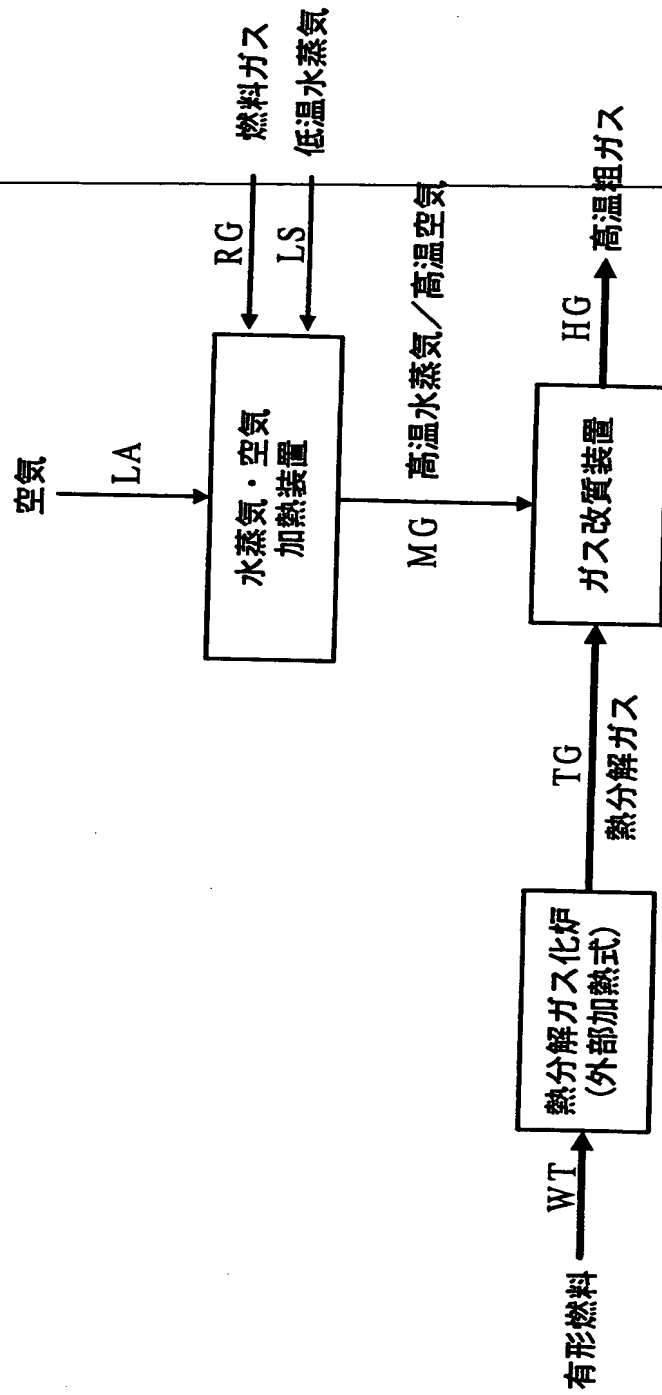 空気
LA
燃料ガス
RG
低温水蒸気
LS
水蒸気・空気
加熱装置
MG
高温水蒸気／高温空気
有形燃料
WT
熱分解ガス化炉
(外部加熱式)
TG
熱分解ガス
ガス改質装置
HG
高温粗ガス